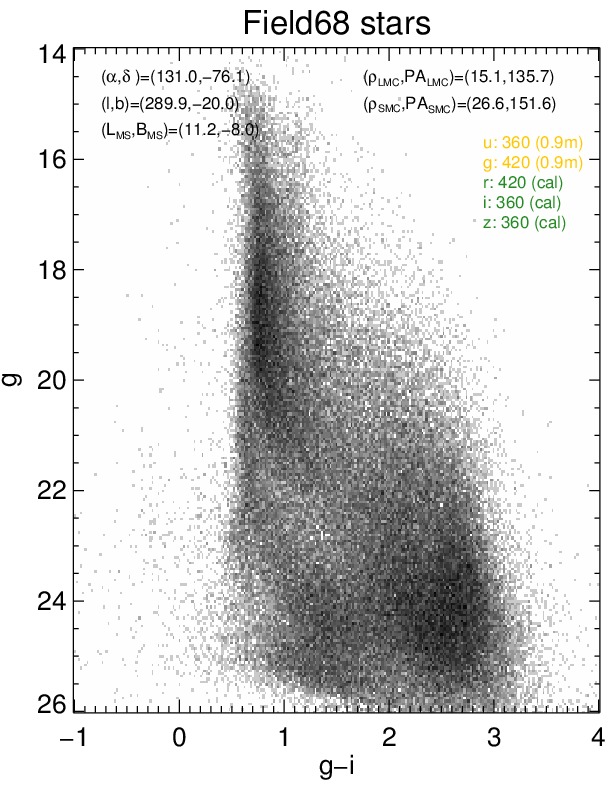 Field68 stars
(α,δ )=(131.0,−76.1)
(ρLMC,PALMC)=(15.1,135.7)
(l,b)=(289.9,−20.0)
(ρSMC,PASMC)=(26.6,151.6)
(LMS,BMS)=(11.2,−8.0)
u: 360 (0.9m)
g: 420 (0.9m)
r: 420 (cal)
i: 360 (cal)
z: 360 (cal)
14
16
18
20
22
24
26
g
−1 0 1 2 3 4
g−i